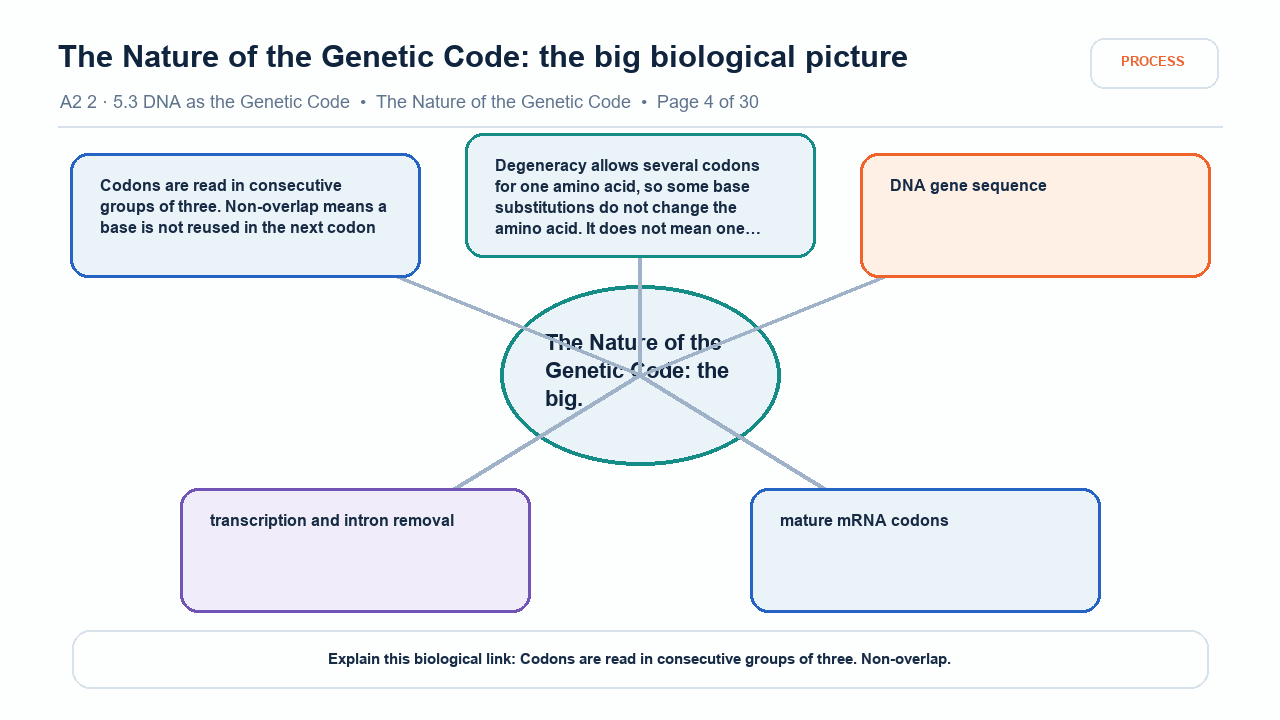 The Nature of the Genetic Code: the big biological picture
PROCESS
A2 2 · 5.3 DNA as the Genetic Code • The Nature of the Genetic Code • Page 4 of 30
Codons are read in consecutive
groups of three. Non-overlap means a
base is not reused in the next codon
Degeneracy allows several codons
for one amino acid, so some base
substitutions do not change the
amino acid. It does not mean one…
DNA gene sequence
The Nature of the
Genetic Code: the
big.
transcription and intron removal
mature mRNA codons
Explain this biological link: Codons are read in consecutive groups of three. Non-overlap.